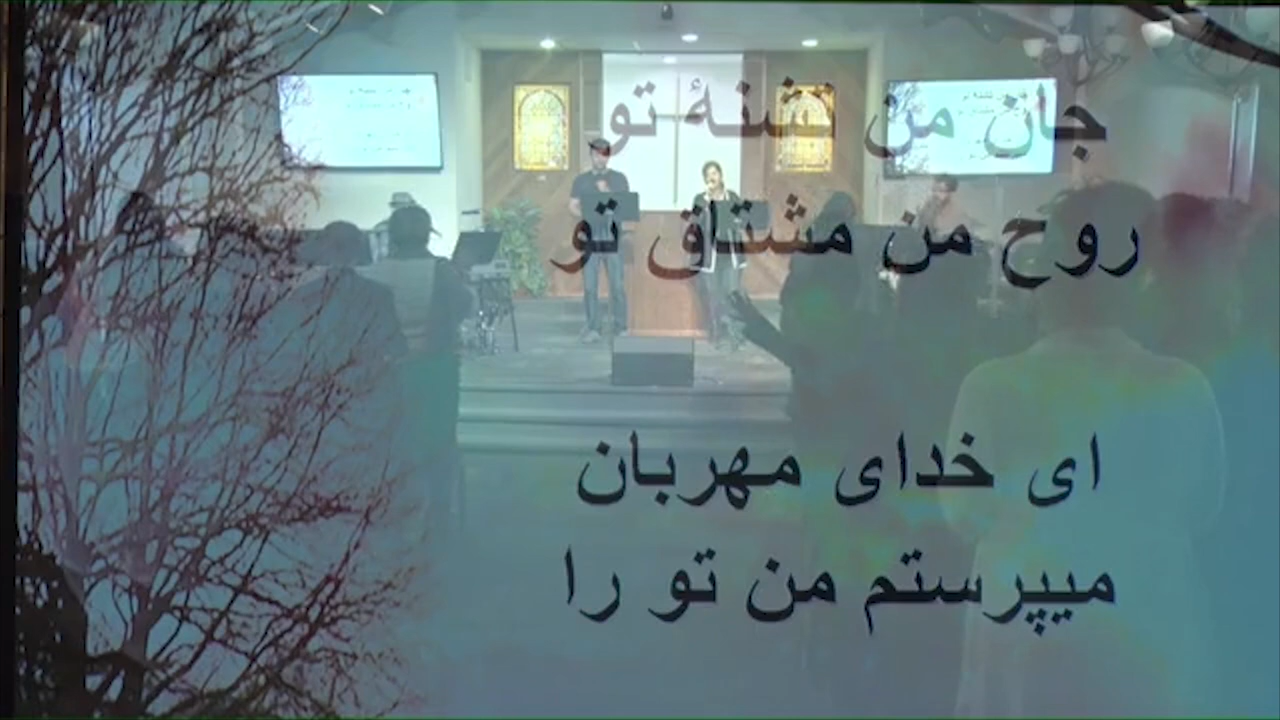 جان من تشنهٔ تو
روح من مشتاق تو
ای خدای مهربان
میپرستم من تو را